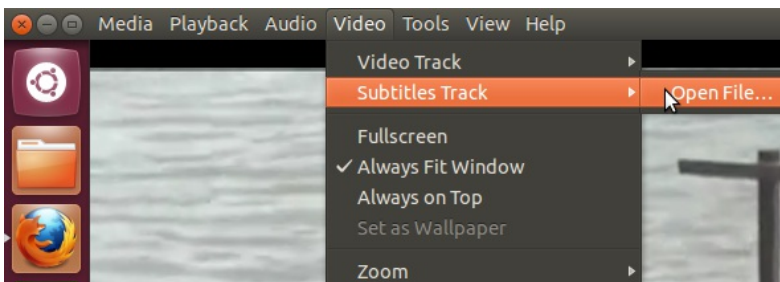 Media Playback Audio Video Tools View Help
Video Track
Subtitles Track Open File...
Fullscreen
✓ Always Fit Window
Always on Top
Set as Wallpaper
Zoom